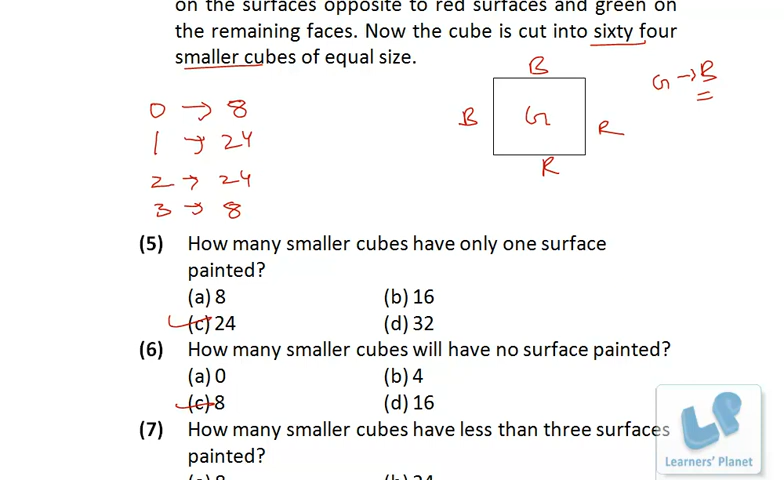 on the surfaces opposite to red surfaces and green on
the remaining faces. Now the cube is cut into sixty four
smaller cubes of equal size.
B
G → B
0 → 8
B G R
1 → 24
R
2 → 24
3 → 8
(5) How many smaller cubes have only one surface
painted?
(a) 8 (b) 16
(c) 24 (d) 32
(6) How many smaller cubes will have no surface painted?
(a) 0 (b) 4
(c) 8 (d) 16
(7) How many smaller cubes have less than three surfaces
painted?
(a) 8 (b) 24
LP
Learners' Planet